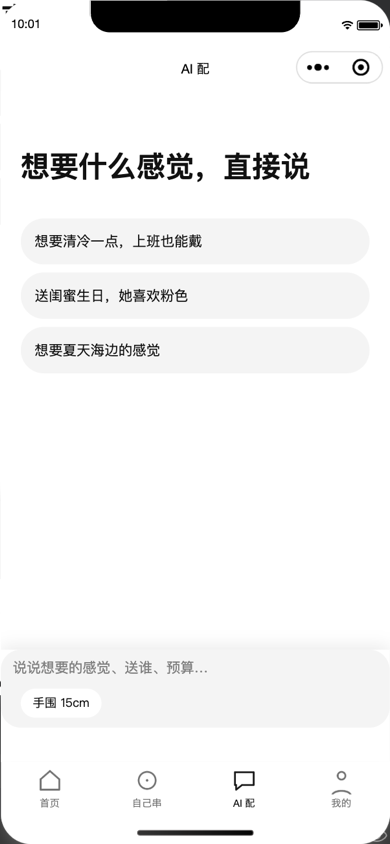 10:01
AI 配
想要什么感觉，直接说
想要清冷一点，上班也能戴
送闺蜜生日，她喜欢粉色
想要夏天海边的感觉
说说想要的感觉、送谁、预算...
手围 15cm
首页
自己串
AI 配
我的